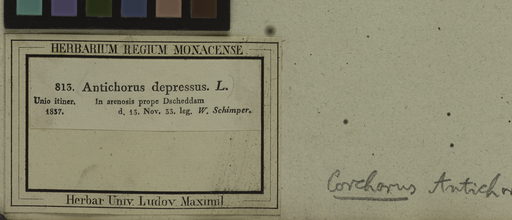 HERBARIUM REGIUM MONACENSE
813. Antichorus depressus. L.
Unio itiner. In arenosis prope Dscheddam
1837. d. 13. Nov. 35. leg. W. Schimper.
Herbar Univ. Ludov. Maximil
Corchorus Antichor